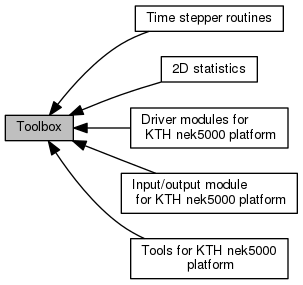 Time stepper routines
2D statistics
Toolbox
Driver modules for
KTH nek5000 platform
Input/output module
for KTH nek5000 platform
Tools for KTH nek5000
platform